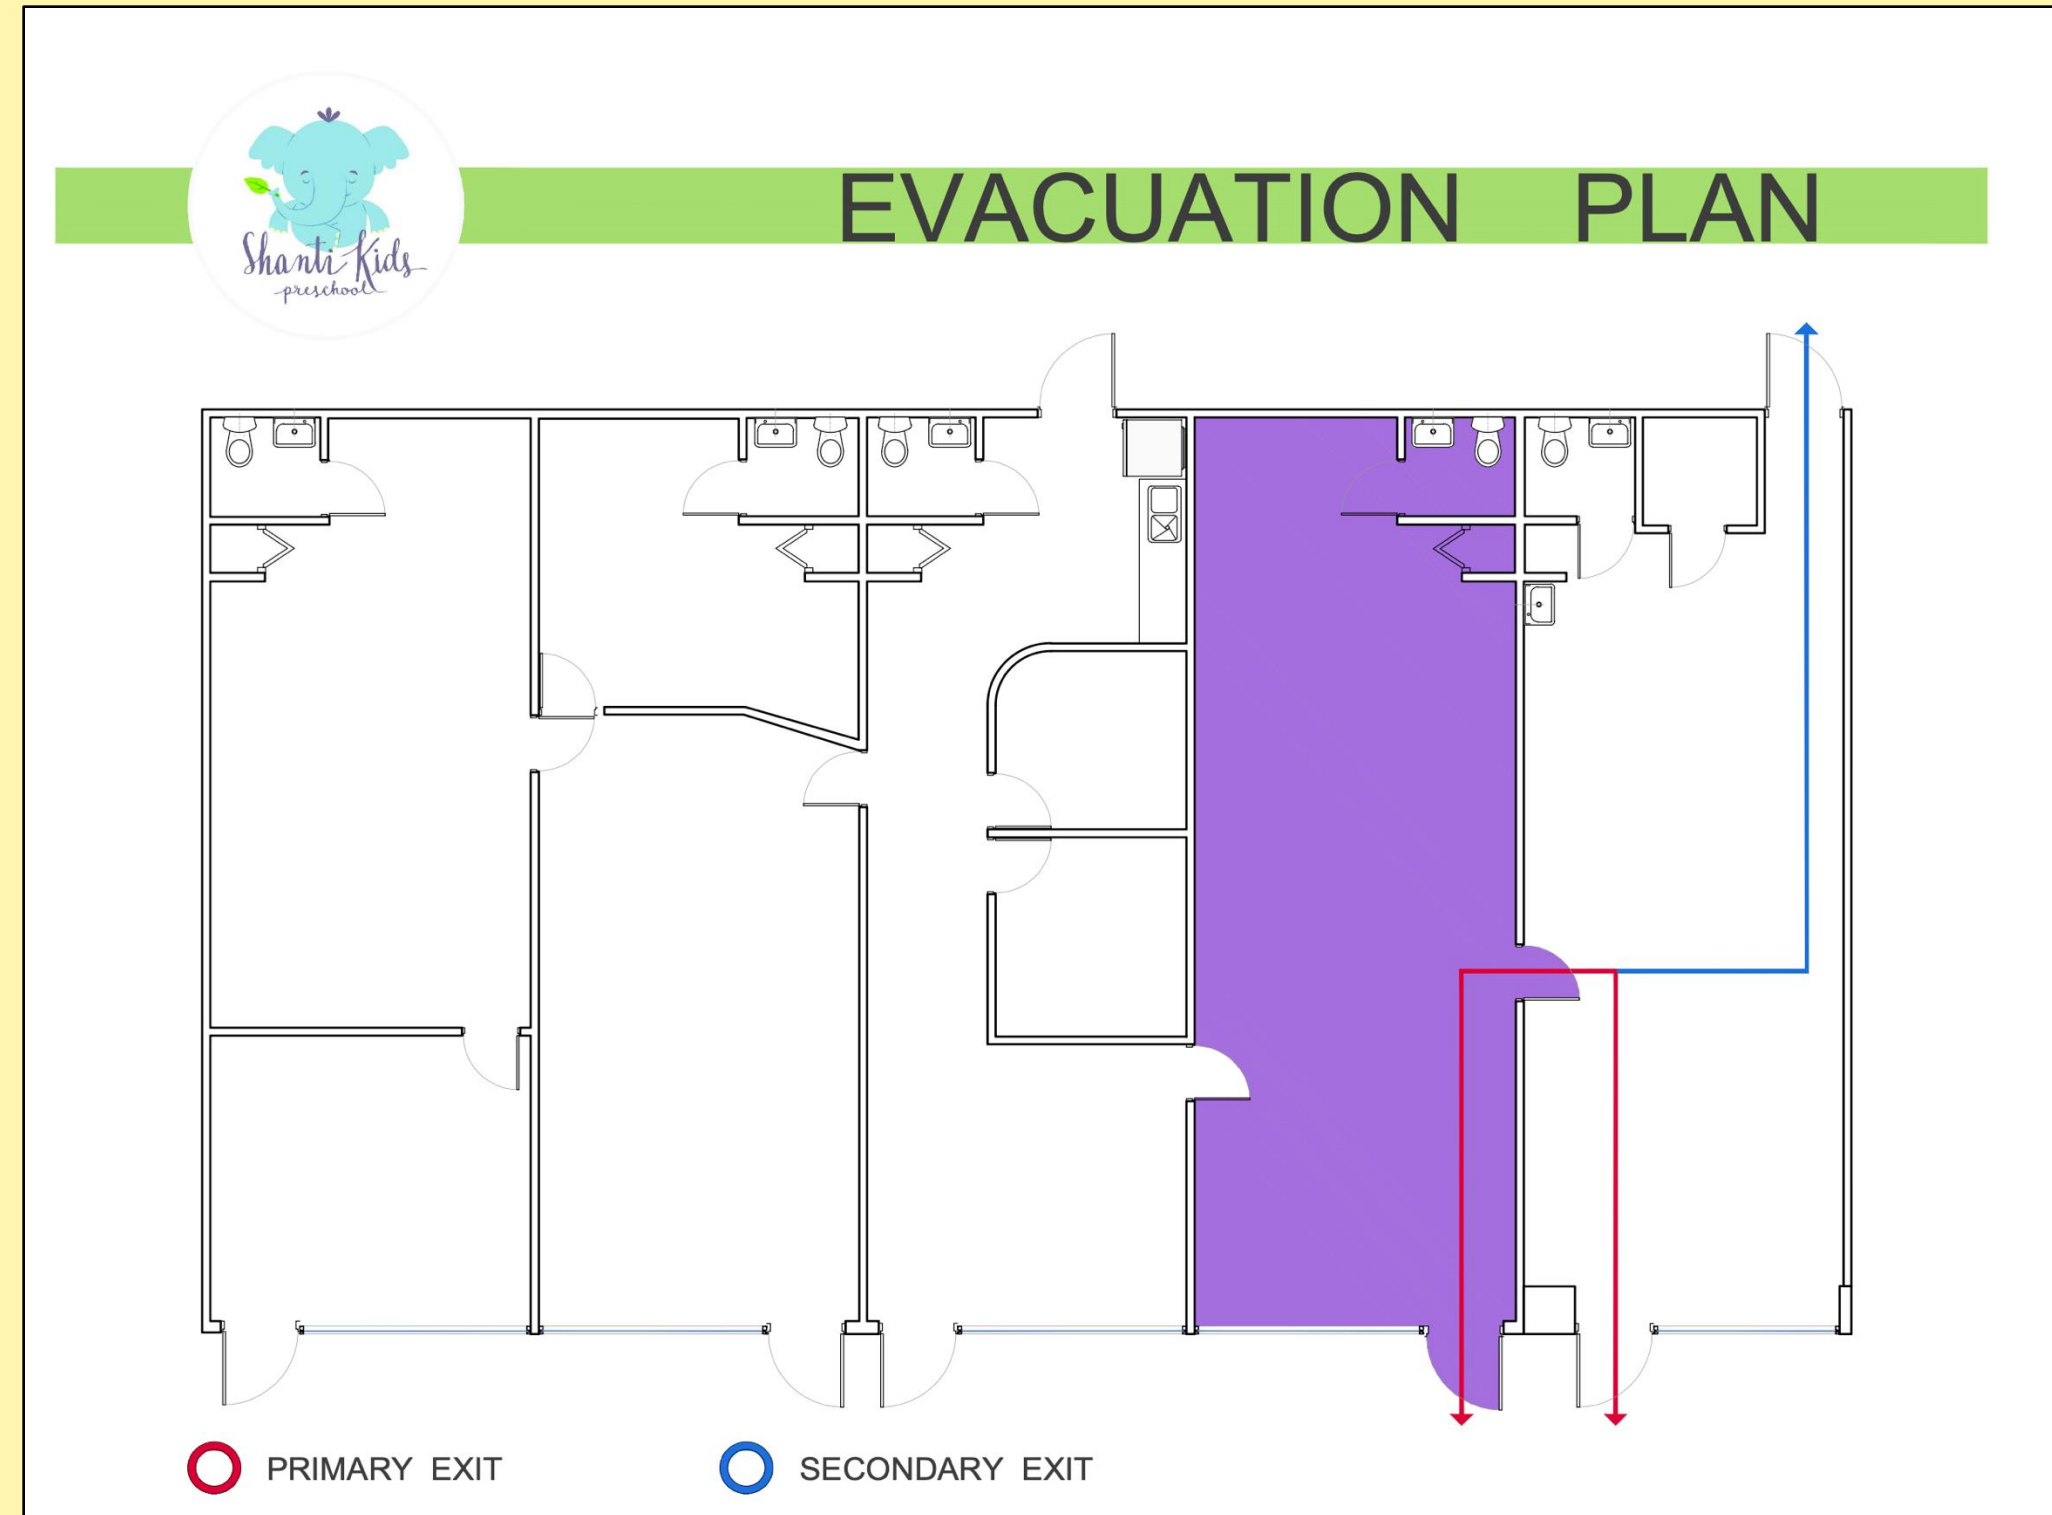 Shanti Kids
preschool
EVACUATION PLAN
PRIMARY EXIT
SECONDARY EXIT